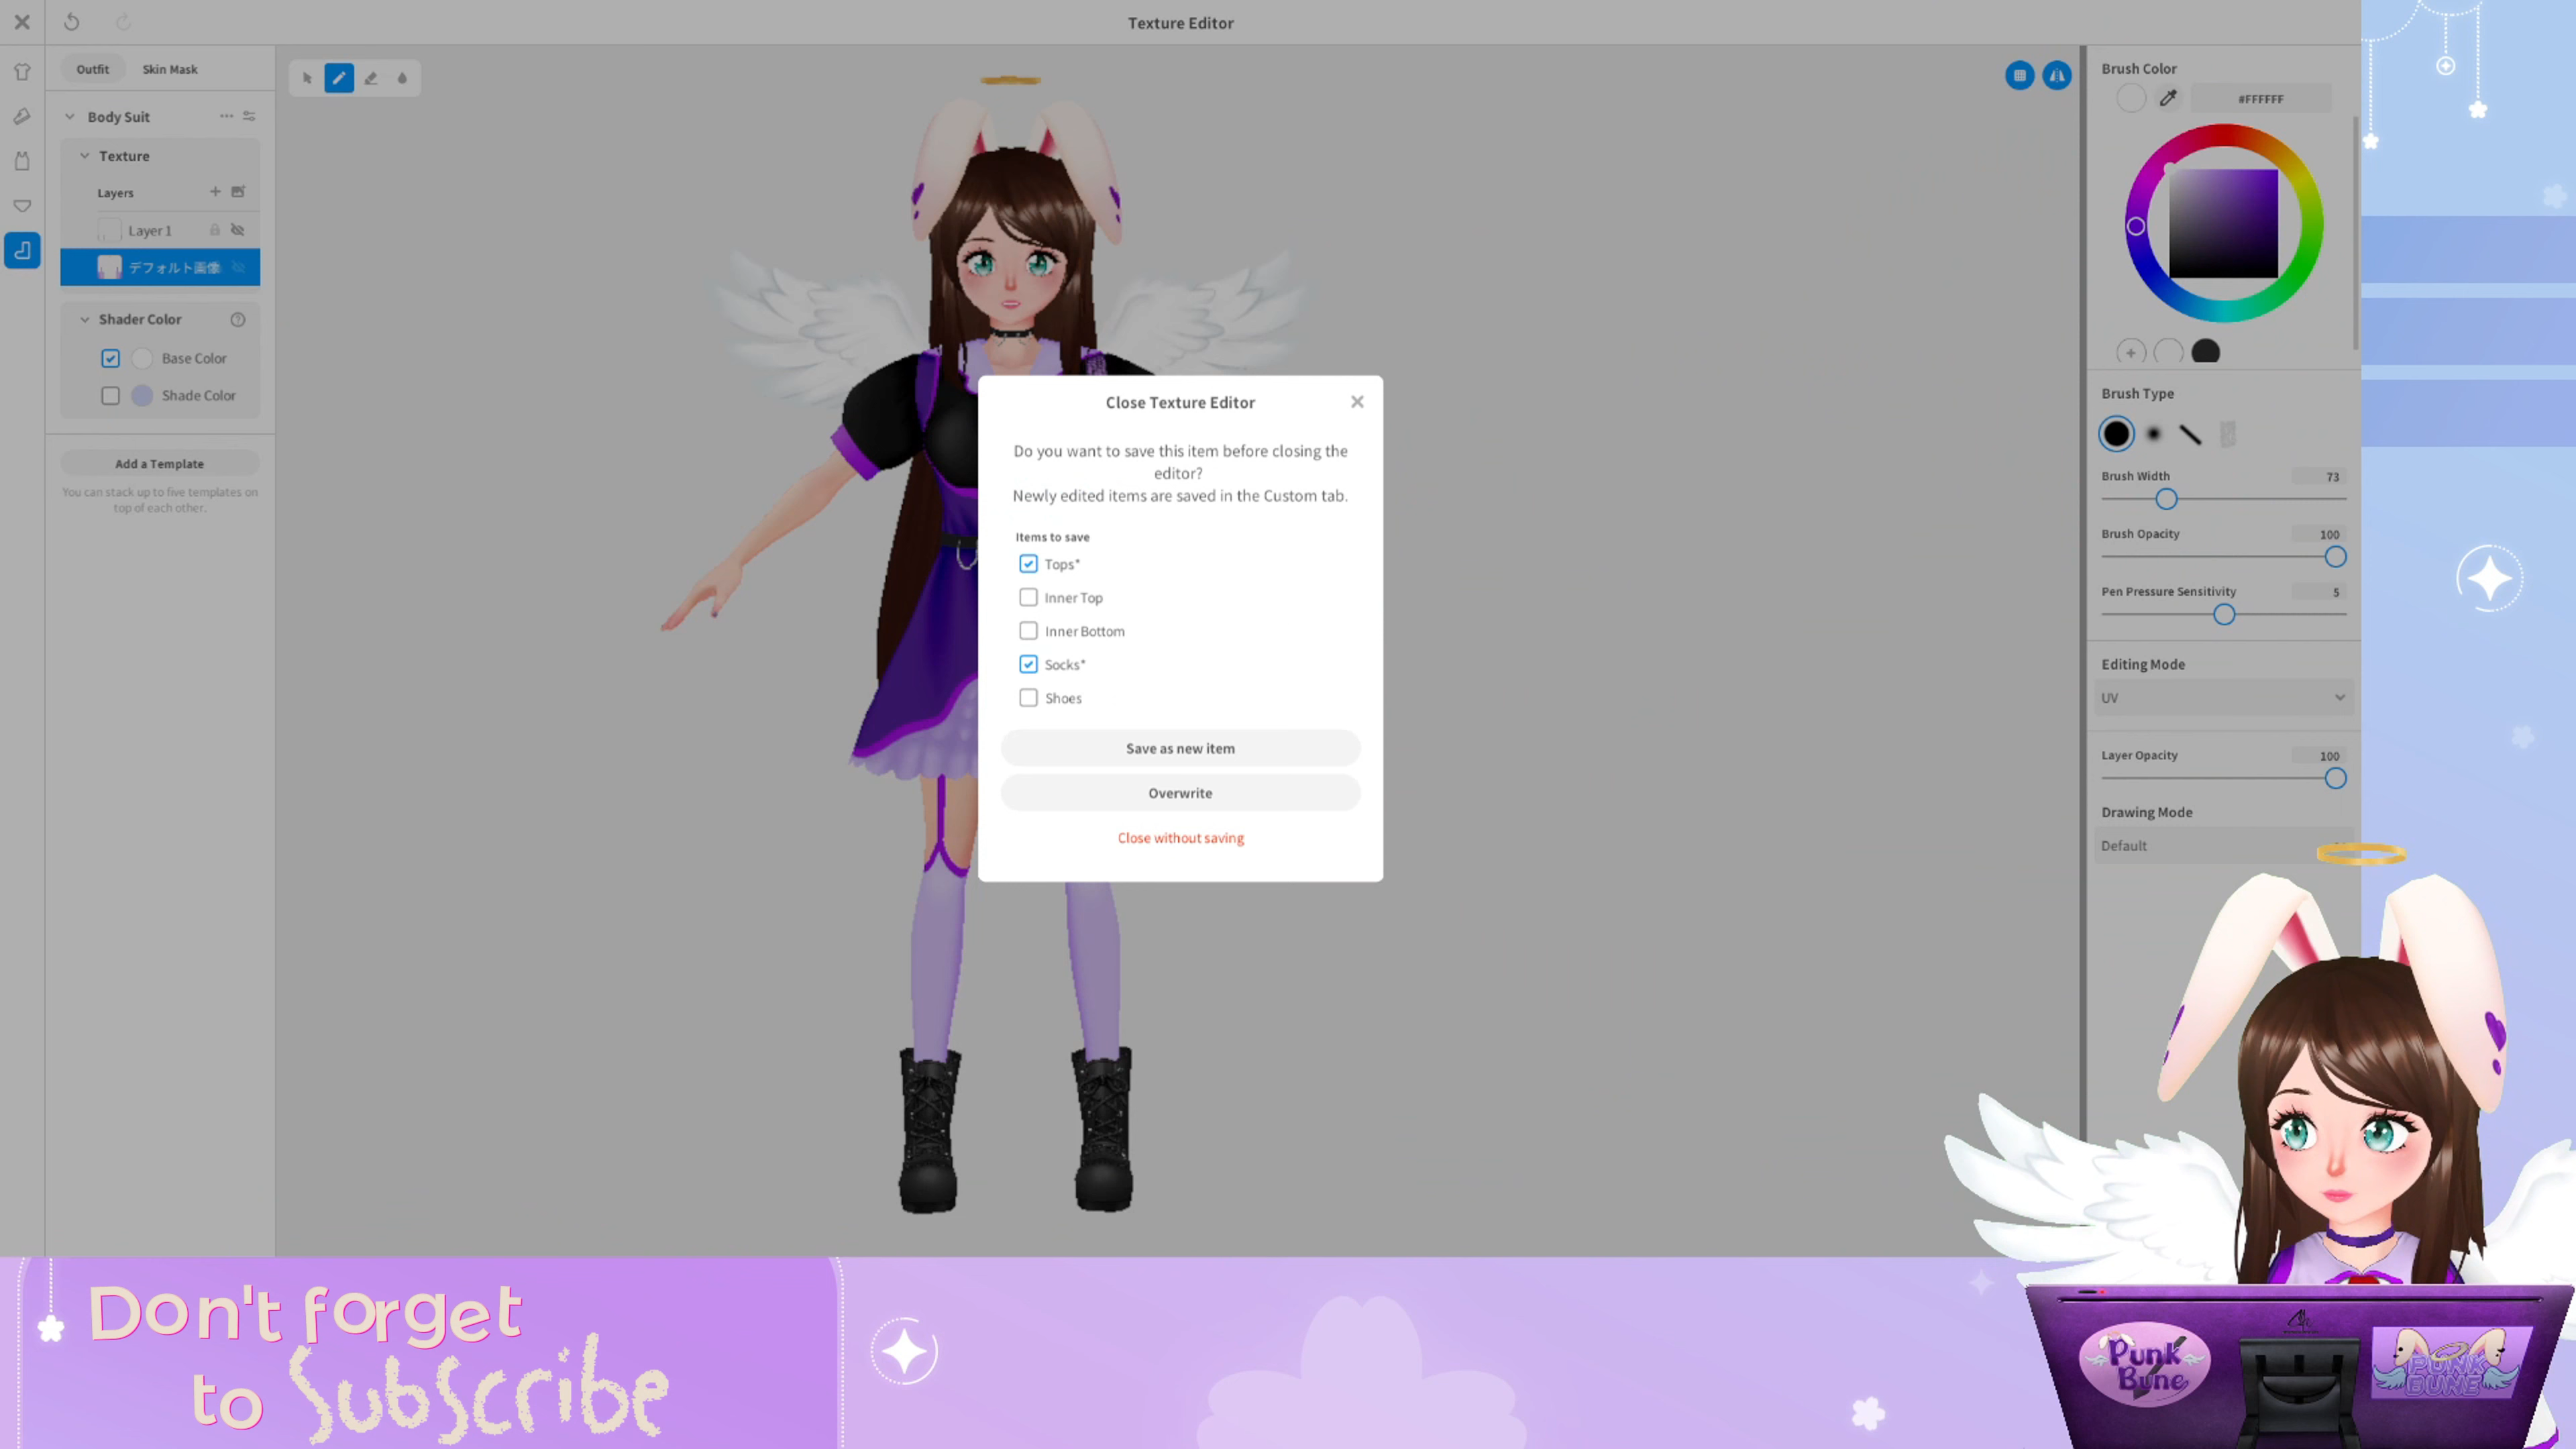 Texture Editor
Outfit
Skin Mask
Body Suit
Texture
Layers
Layer 1
デフォルト画像
Shader Color
Base Color
Shade Color
Add a Template
You can stack up to five templates on
top of each other.
Close Texture Editor
Do you want to save this item before closing the
editor?
Newly edited items are saved in the Custom tab.
Items to save
Tops*
Inner Top
Inner Bottom
Socks*
Shoes
Save as new item
Overwrite
Close without saving
Brush Color
#FFFFFF
Brush Type
Brush Width 73
Brush Opacity 100
Pen Pressure Sensitivity 5
Editing Mode
UV
Layer Opacity 100
Drawing Mode
Default
Don't forget
to Subscribe
Punk
Bune
PUNK
BUNE